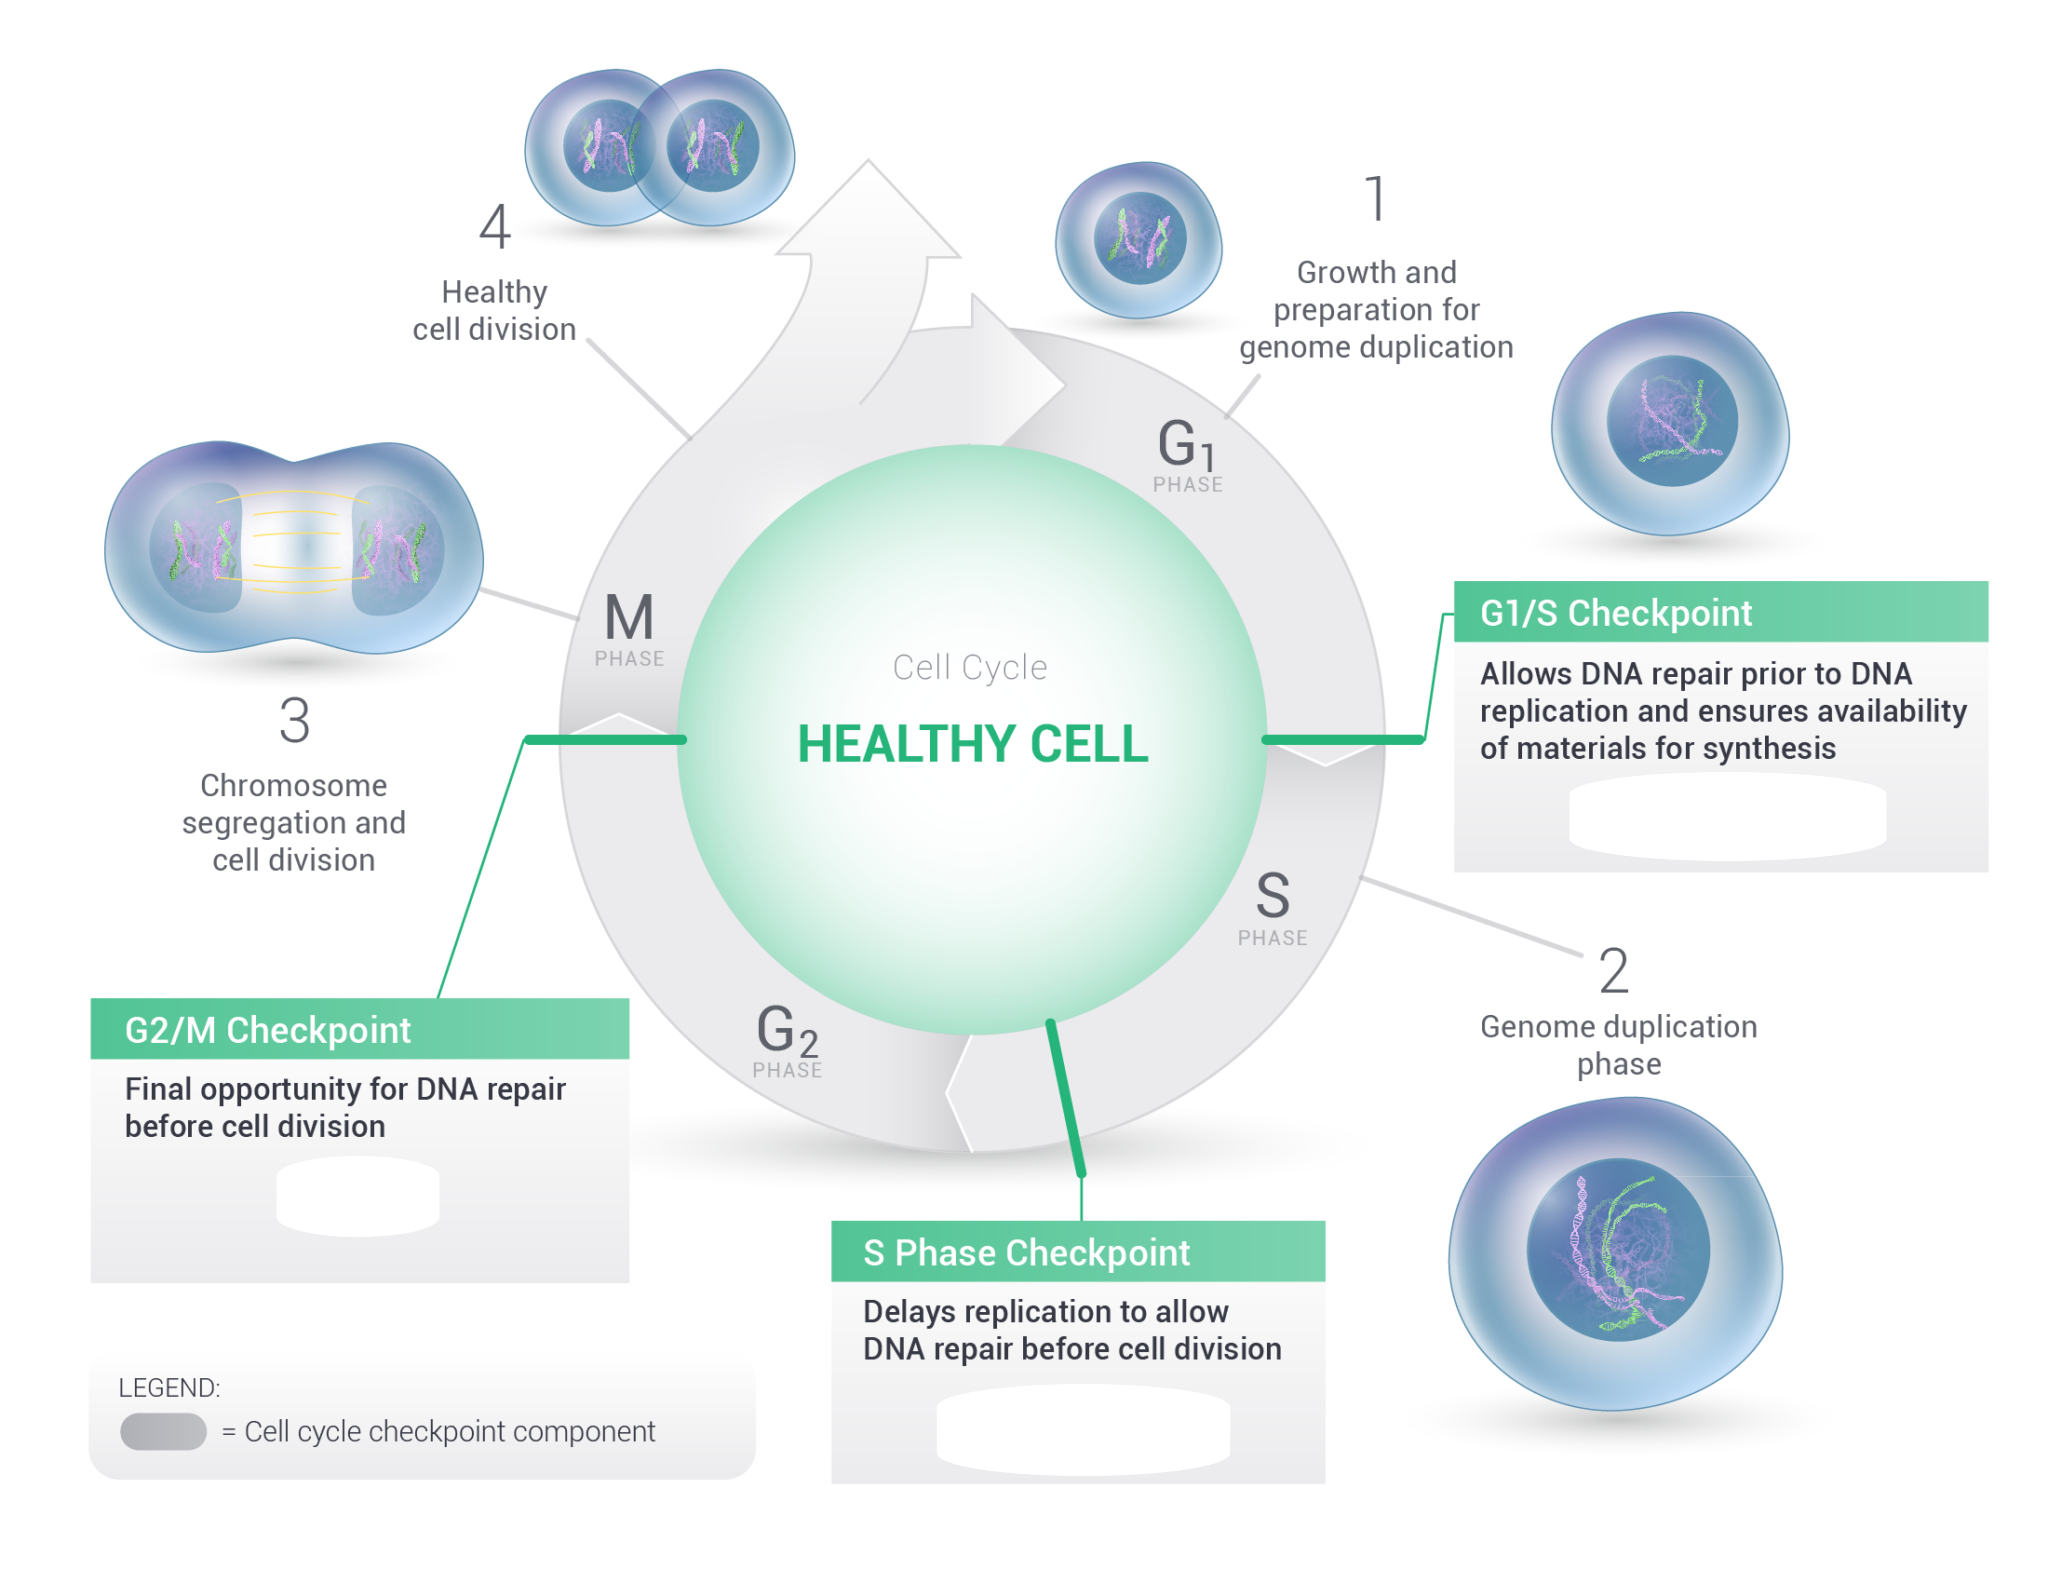 4
Healthy
cell division
1
Growth and
preparation for
genome duplication
G1
PHASE
G1/S Checkpoint
Allows DNA repair prior to DNA
replication and ensures availability
of materials for synthesis
M
PHASE
Cell Cycle
HEALTHY CELL
3
Chromosome
segregation and
cell division
S
PHASE
2
Genome duplication
phase
G2
PHASE
G2/M Checkpoint
Final opportunity for DNA repair
before cell division
S Phase Checkpoint
Delays replication to allow
DNA repair before cell division
LEGEND:
= Cell cycle checkpoint component